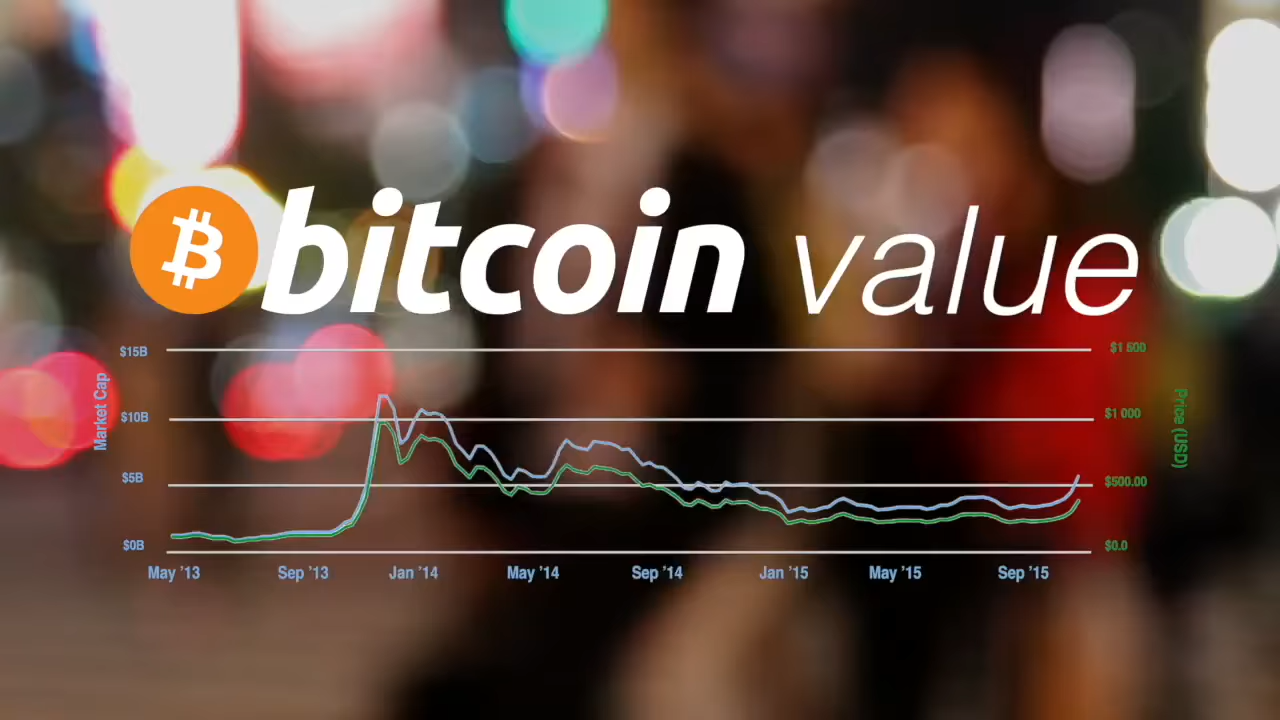 bitcoin value
$15B
$1 500
Market Cap
$10B
$1 000
Price (USD)
$5B
$500.00
$0B
$0.0
May ’13 Sep ’13 Jan ’14 May ’14 Sep ’14 Jan ’15 May ’15 Sep ’15